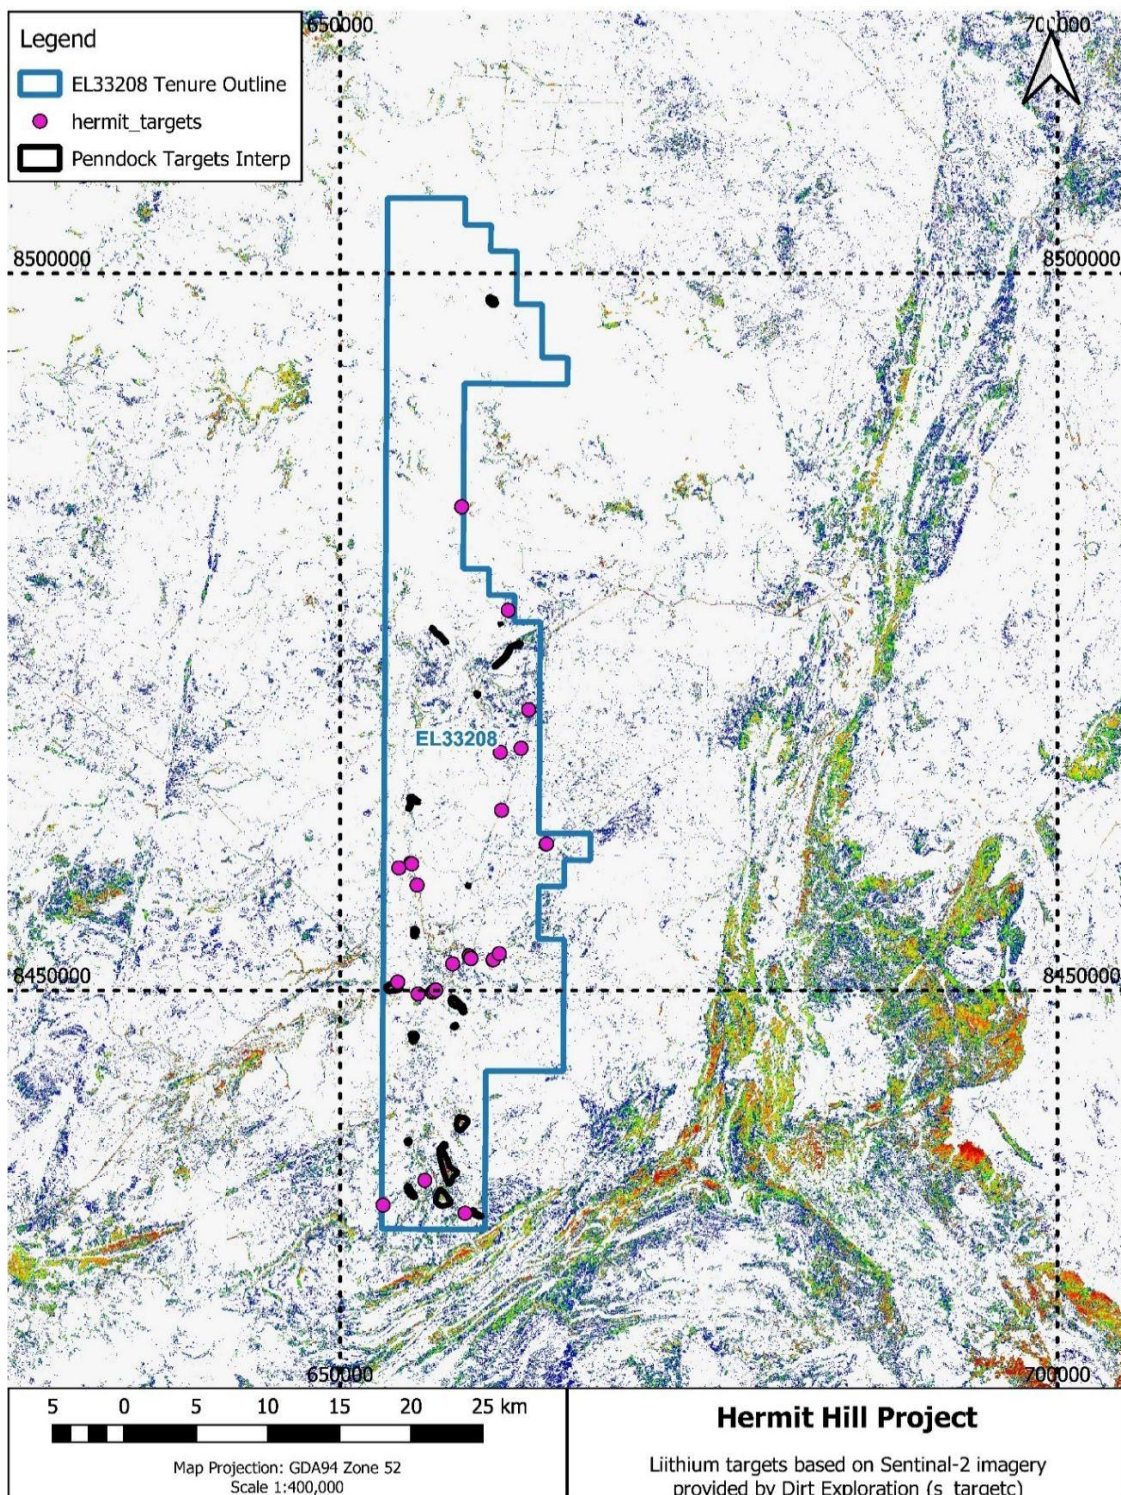 650000
700000
Legend
EL33208 Tenure Outline
hermit_targets
Penndock Targets Interp
8500000
8500000
EL33208
8450000
8450000
650000
700000
5 0 5 10 15 20 25 km
Map Projection: GDA94 Zone 52
Scale 1:400,000
Hermit Hill Project
Liithium targets based on Sentinal-2 imagery
provided by Dirt Exploration (s_targetc)